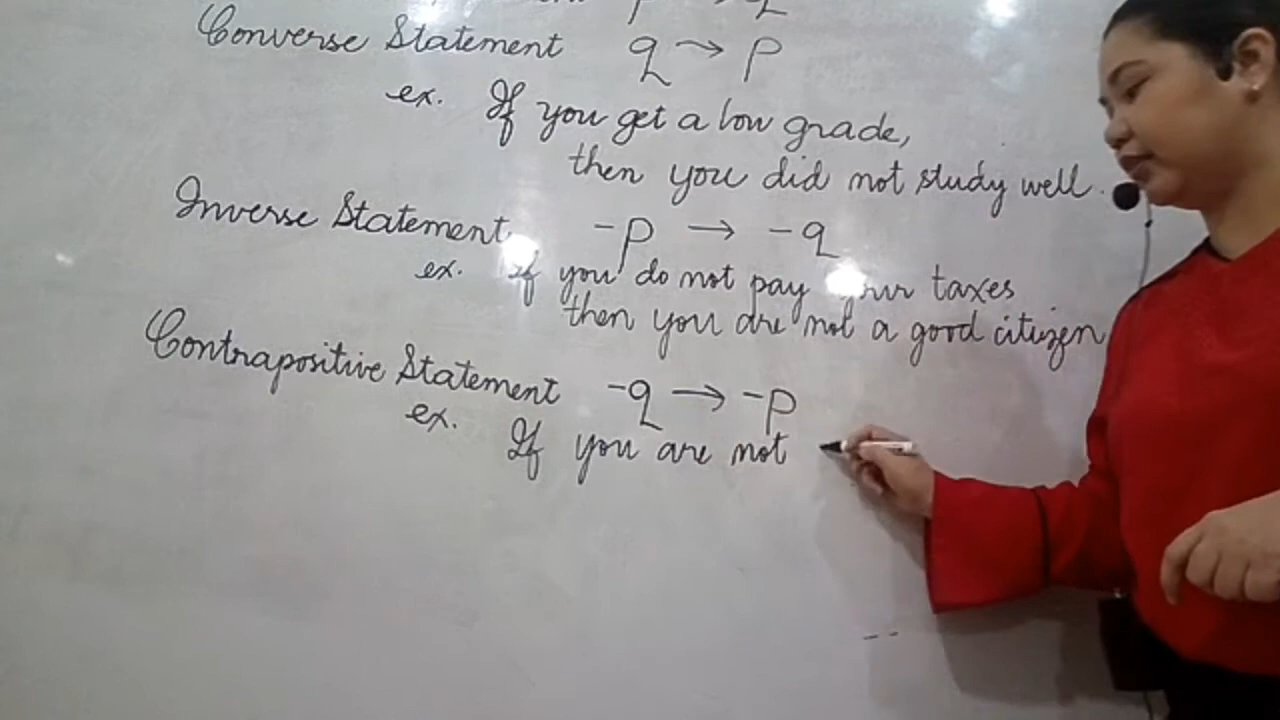 Converse Statement q → p
ex. If you get a low grade,
then you did not study well.
Inverse Statement -p → -q
ex. If you do not pay your taxes
then you are not a good citizen
Contrapositive Statement -q → -p
ex. If you are not